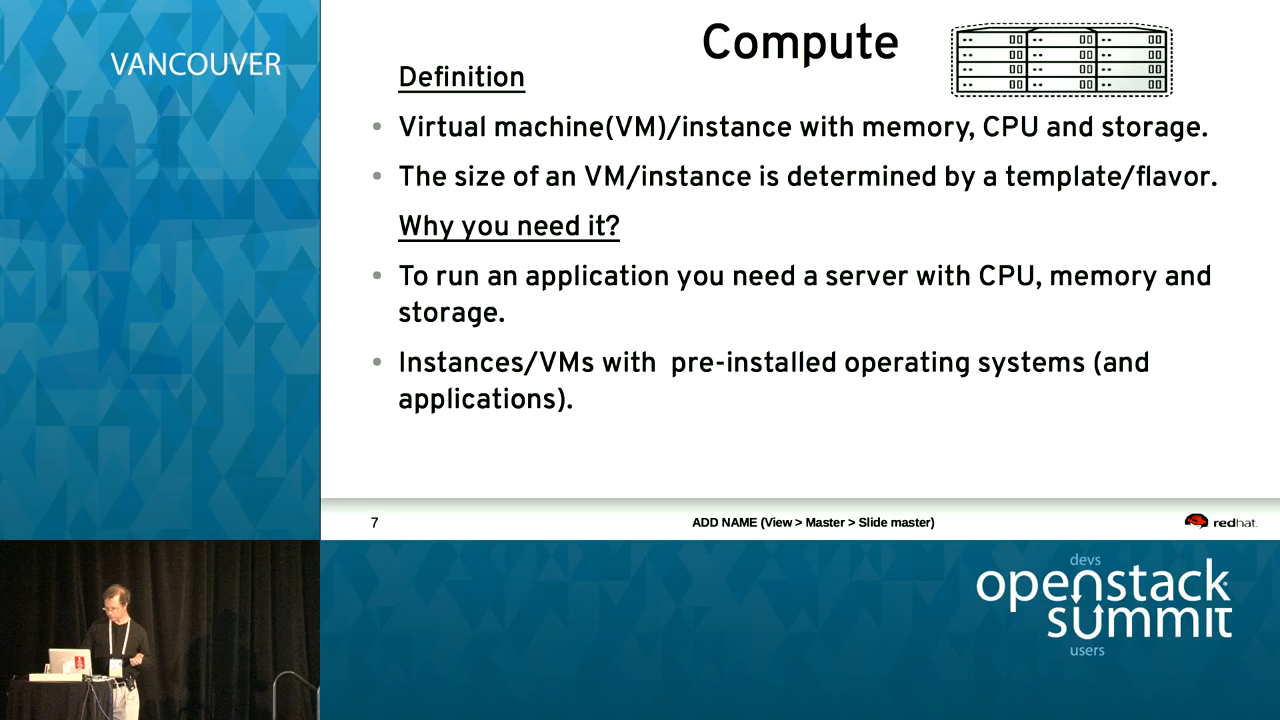 VANCOUVER
Compute
Definition
Virtual machine(VM)/instance with memory, CPU and storage.
The size of an VM/instance is determined by a template/flavor.
Why you need it?
To run an application you need a server with CPU, memory and
storage.
Instances/VMs with pre-installed operating systems (and
applications).
7
ADD NAME (View > Master > Slide master)
redhat.
devs
openstack
summit
users